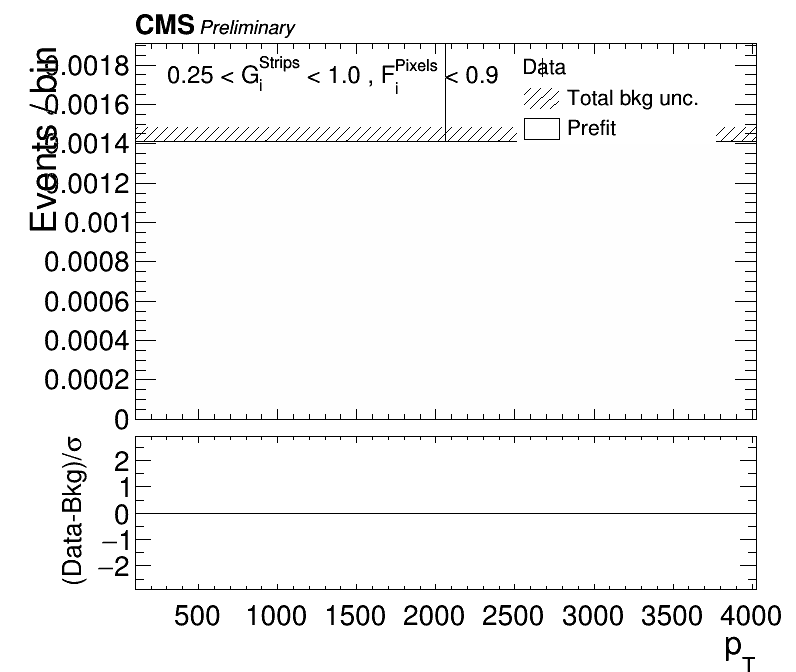 CMS Preliminary
Events / bin
0.0018
0.0016
0.0014
0.0012
0.001
0.0008
0.0006
0.0004
0.0002
0
0.25 < G_i^Strips < 1.0 , F_i^Pixels < 0.9
Data
Total bkg unc.
Prefit
(Data-Bkg)/σ
2
1
0
−1
−2
500 1000 1500 2000 2500 3000 3500 4000
p_T